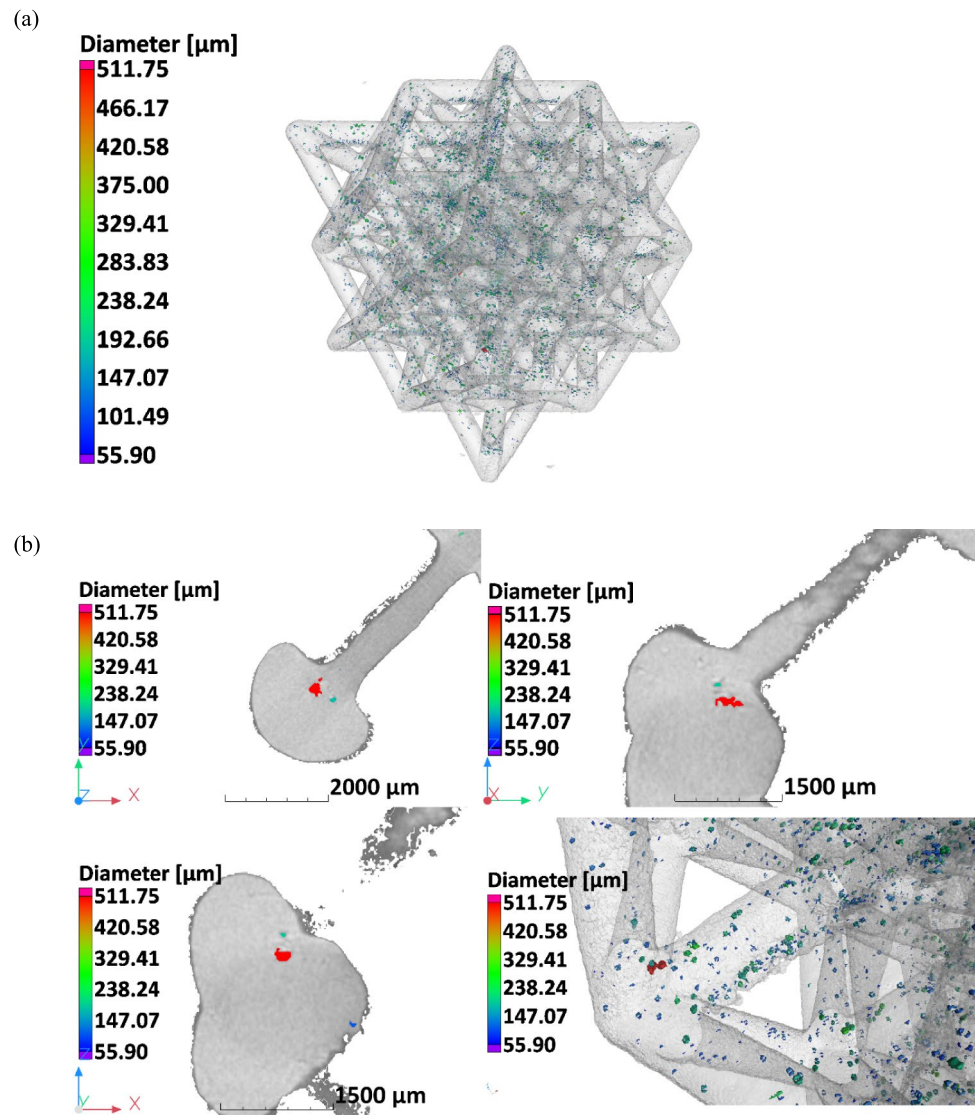 (a)
Diameter [µm]
511.75
466.17
420.58
375.00
329.41
283.83
238.24
192.66
147.07
101.49
55.90
(b)
Diameter [µm]
511.75
420.58
329.41
238.24
147.07
55.90
Y
Z
X
2000 µm
Diameter [µm]
511.75
420.58
329.41
238.24
147.07
55.90
Z
X
Y
1500 µm
Diameter [µm]
511.75
420.58
329.41
238.24
147.07
55.90
Z
Y
X
1500 µm
Diameter [µm]
511.75
420.58
329.41
238.24
147.07
55.90